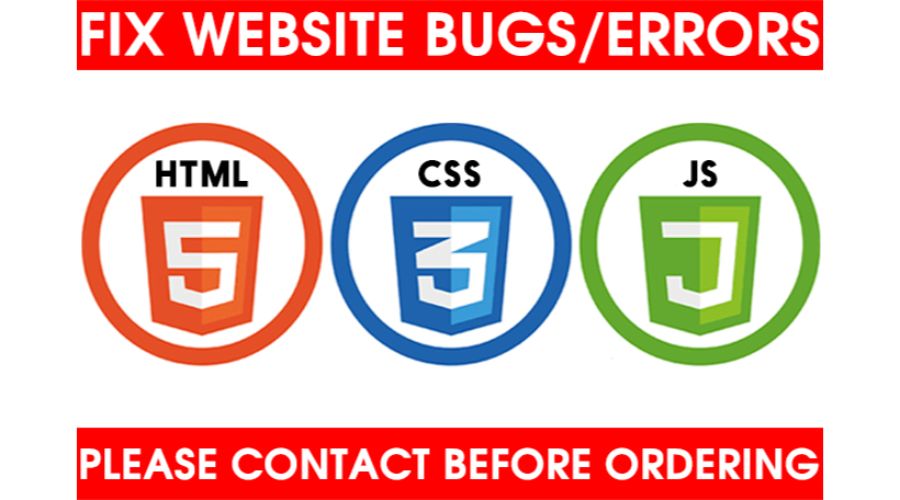 FIX WEBSITE BUGS/ERRORS
HTML CSS JS
5 3 J
PLEASE CONTACT BEFORE ORDERING